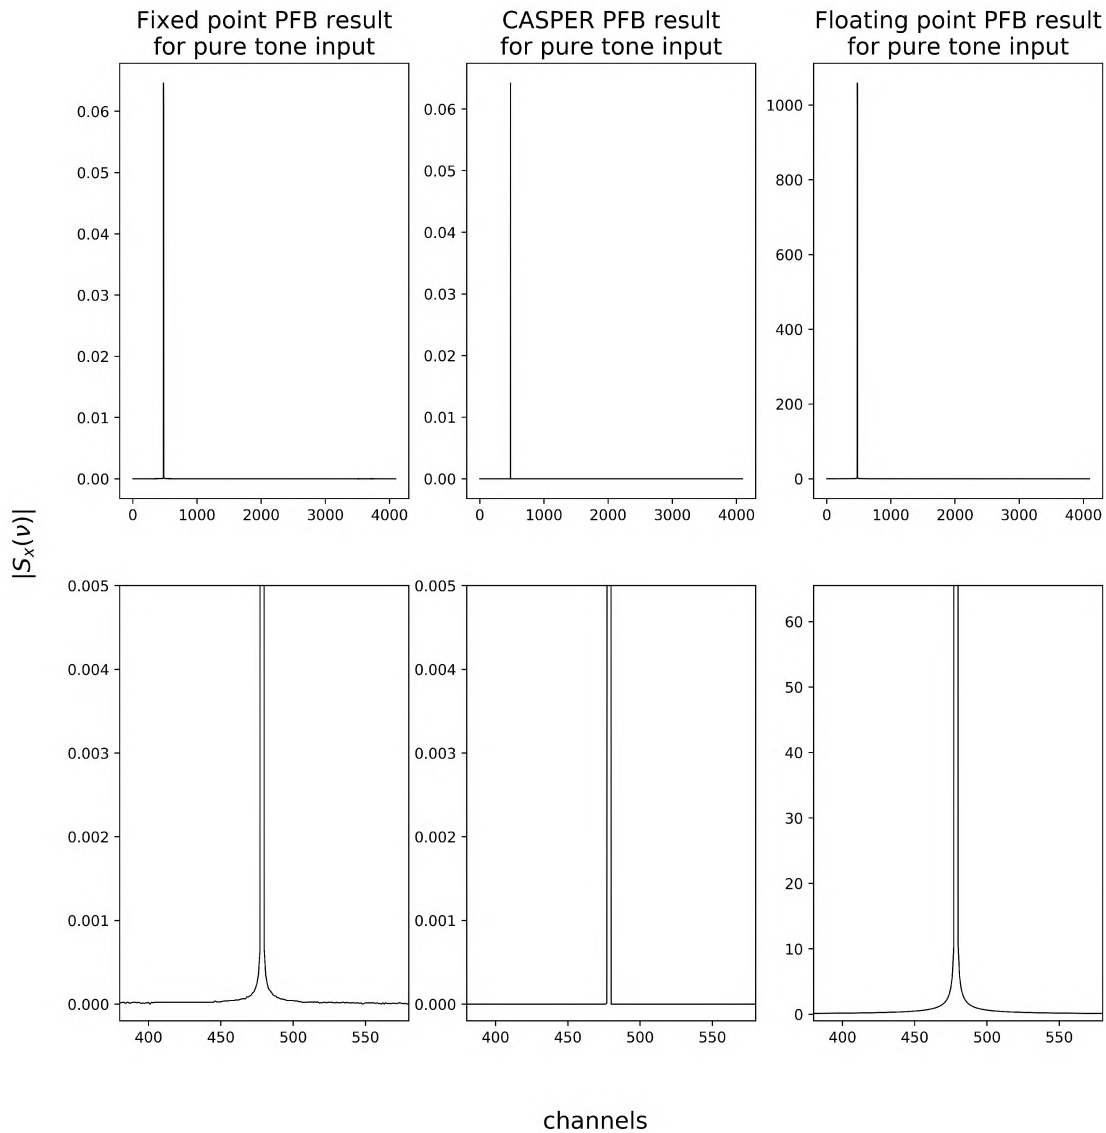 Fixed point PFB result
for pure tone input
CASPER PFB result
for pure tone input
Floating point PFB result
for pure tone input
0.06
0.05
0.04
0.03
0.02
0.01
0.00
0 1000 2000 3000 4000
0.06
0.05
0.04
0.03
0.02
0.01
0.00
0 1000 2000 3000 4000
1000
800
600
400
200
0
0 1000 2000 3000 4000
|Sₓ(ν)|
0.005
0.004
0.003
0.002
0.001
0.000
400 450 500 550
0.005
0.004
0.003
0.002
0.001
0.000
400 450 500 550
60
50
40
30
20
10
0
400 450 500 550
channels